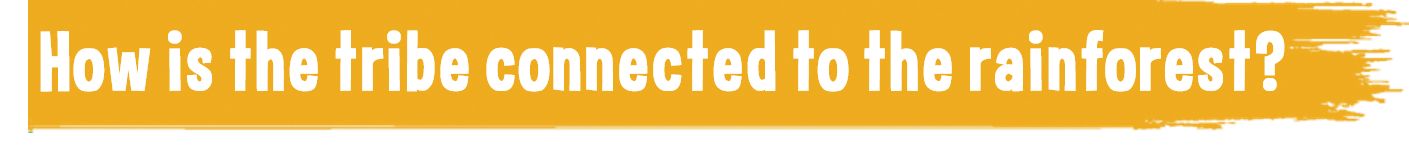 How is the tribe connected to the rainforest?